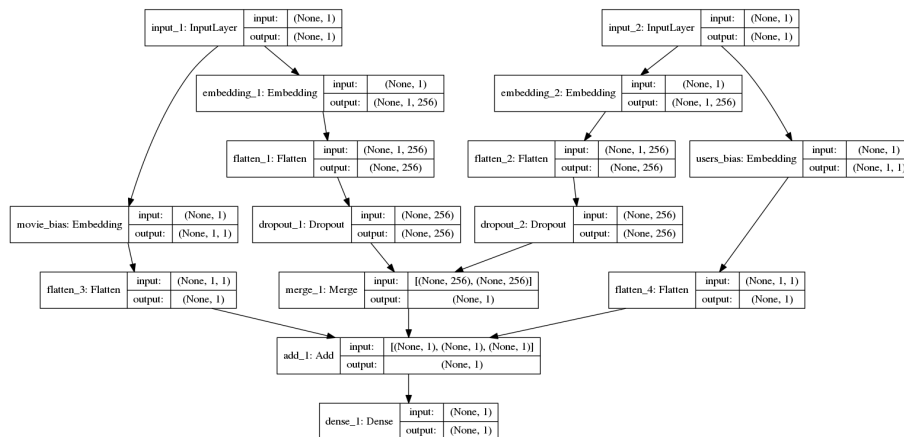 input_1: InputLayer input: (None, 1) output: (None, 1)
input_2: InputLayer input: (None, 1) output: (None, 1)
embedding_1: Embedding input: (None, 1) output: (None, 1, 256)
embedding_2: Embedding input: (None, 1) output: (None, 1, 256)
flatten_1: Flatten input: (None, 1, 256) output: (None, 256)
flatten_2: Flatten input: (None, 1, 256) output: (None, 256)
users_bias: Embedding input: (None, 1) output: (None, 1, 1)
movie_bias: Embedding input: (None, 1) output: (None, 1, 1)
dropout_1: Dropout input: (None, 256) output: (None, 256)
dropout_2: Dropout input: (None, 256) output: (None, 256)
flatten_3: Flatten input: (None, 1, 1) output: (None, 1)
merge_1: Merge input: [(None, 256), (None, 256)] output: (None, 1)
flatten_4: Flatten input: (None, 1, 1) output: (None, 1)
add_1: Add input: [(None, 1), (None, 1), (None, 1)] output: (None, 1)
dense_1: Dense input: (None, 1) output: (None, 1)